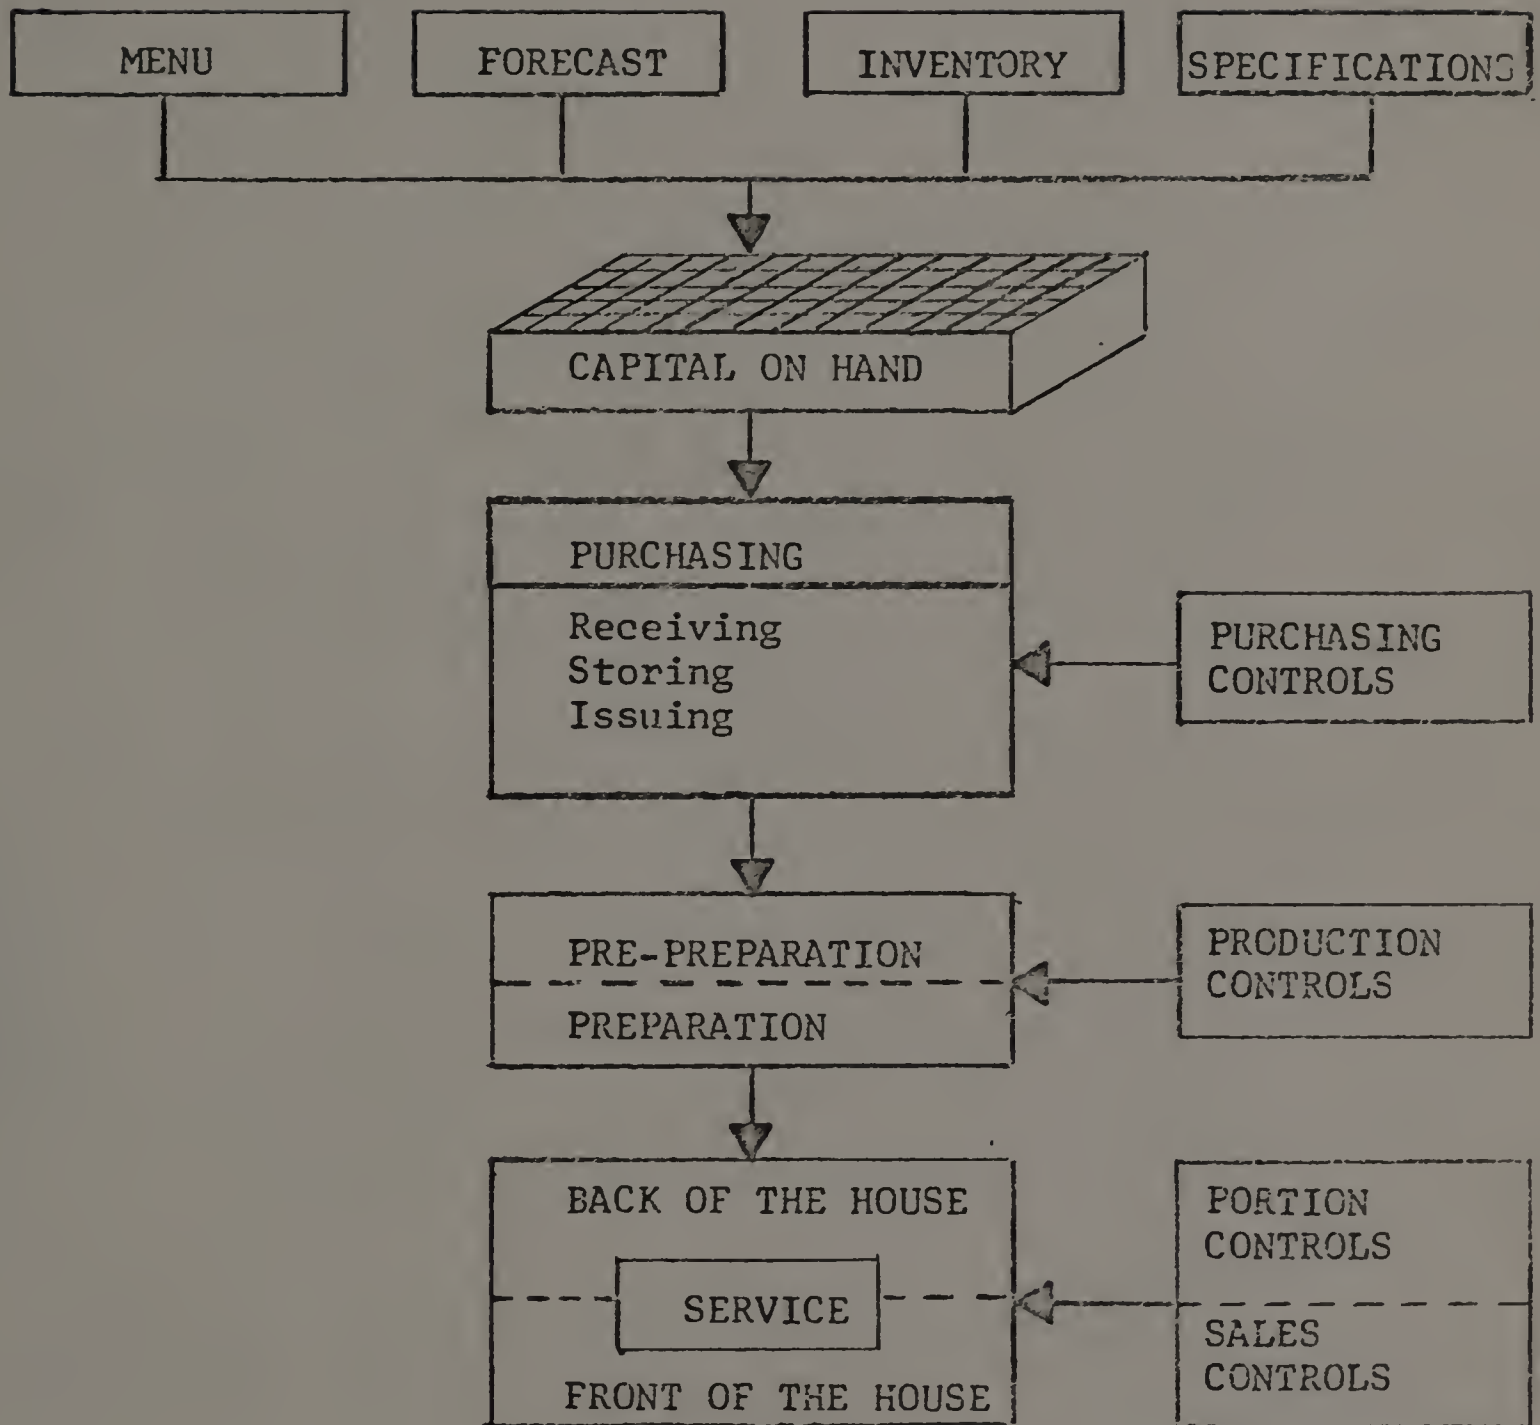 MENU
FORECAST
INVENTORY
SPECIFICATIONS
CAPITAL ON HAND
PURCHASING
Receiving
Storing
Issuing
PURCHASING
CONTROLS
PRE-PREPARATION
PREPARATION
PRODUCTION
CONTROLS
BACK OF THE HOUSE
SERVICE
FRONT OF THE HOUSE
PORTION
CONTROLS
SALES
CONTROLS